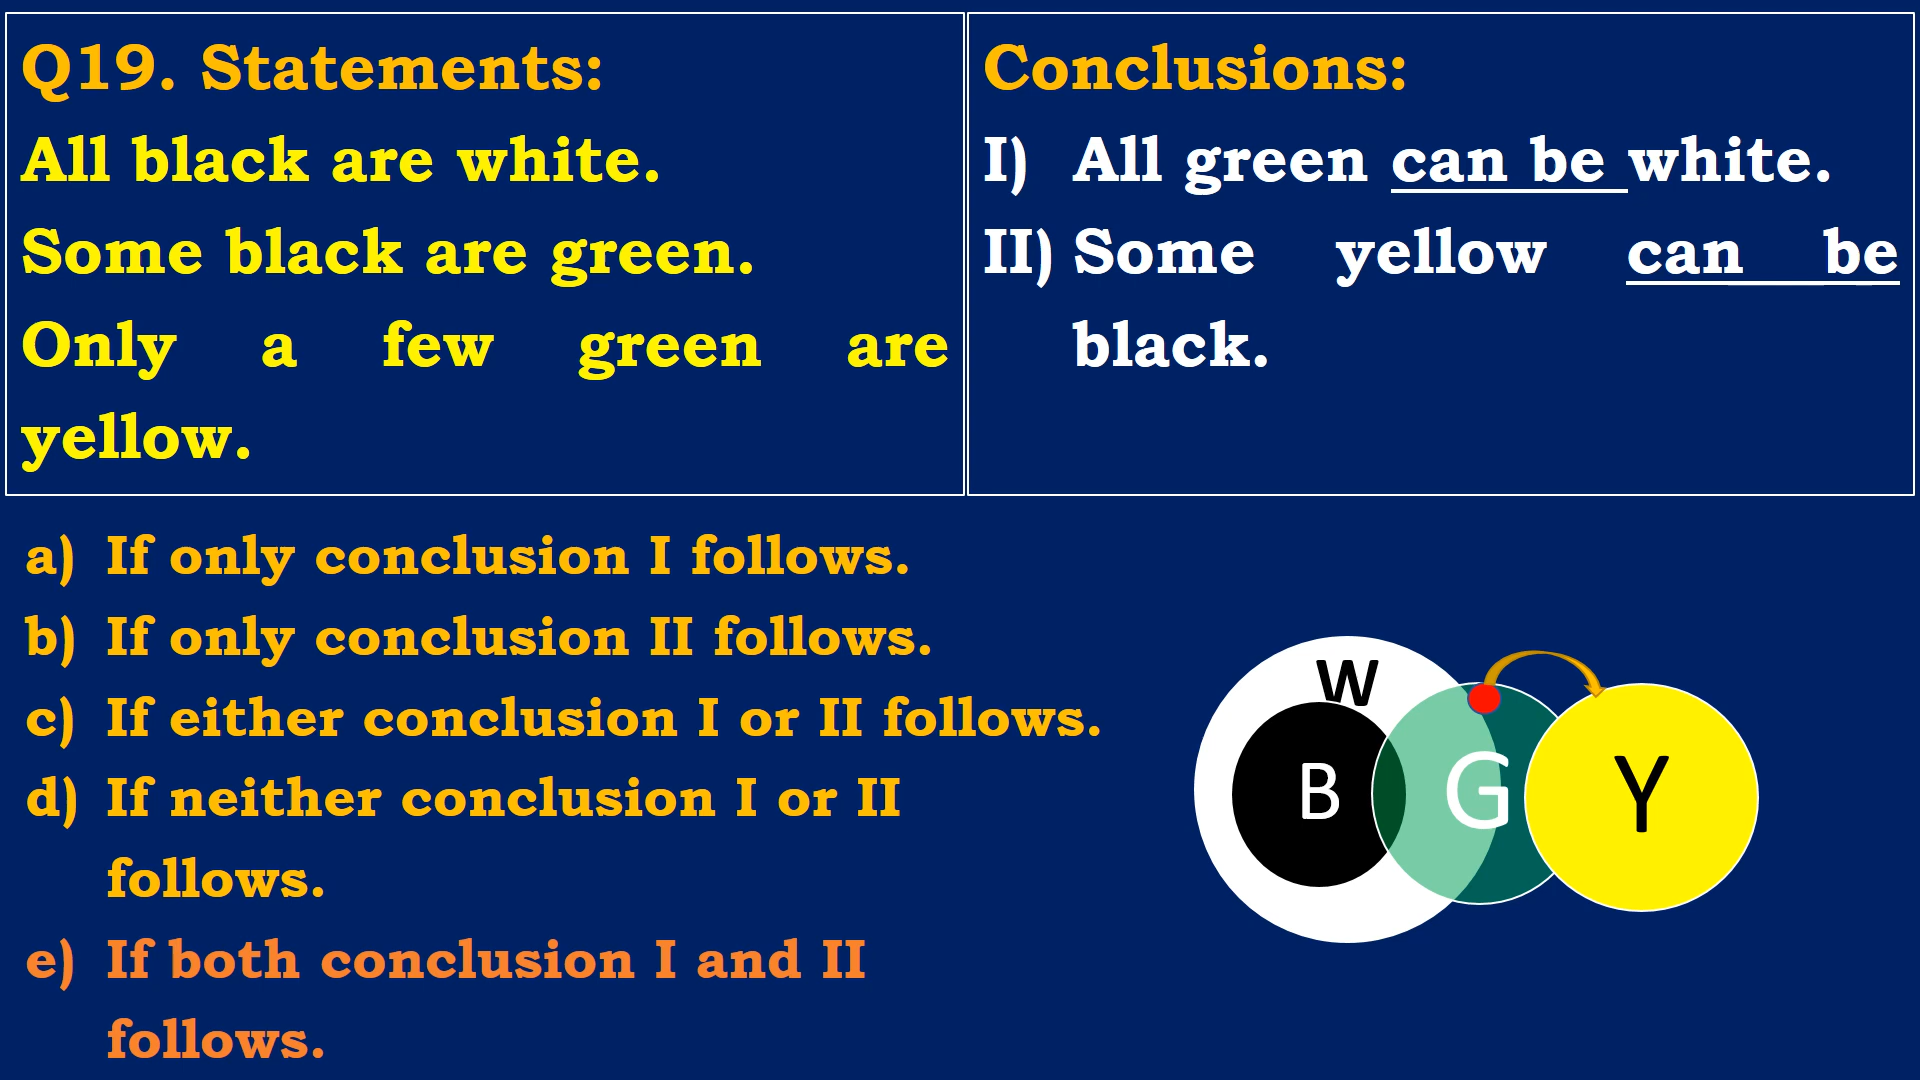 Q19. Statements:
All black are white.
Some black are green.
Only a few green are
yellow.
Conclusions:
I) All green can be white.
II) Some yellow can be
black.
a) If only conclusion I follows.
b) If only conclusion II follows.
c) If either conclusion I or II follows.
d) If neither conclusion I or II
follows.
e) If both conclusion I and II
follows.
W
B
G
Y